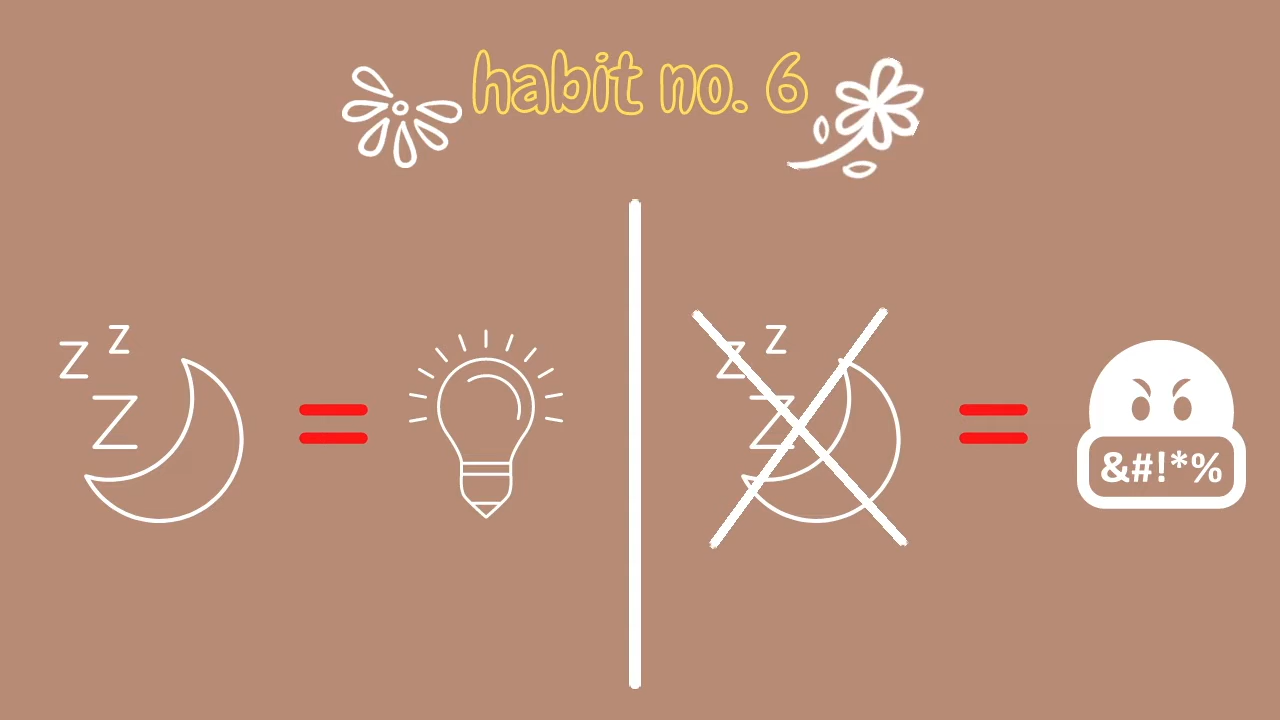 habit no. 6
z z
Z
=
z z
Z
=
&#!*%